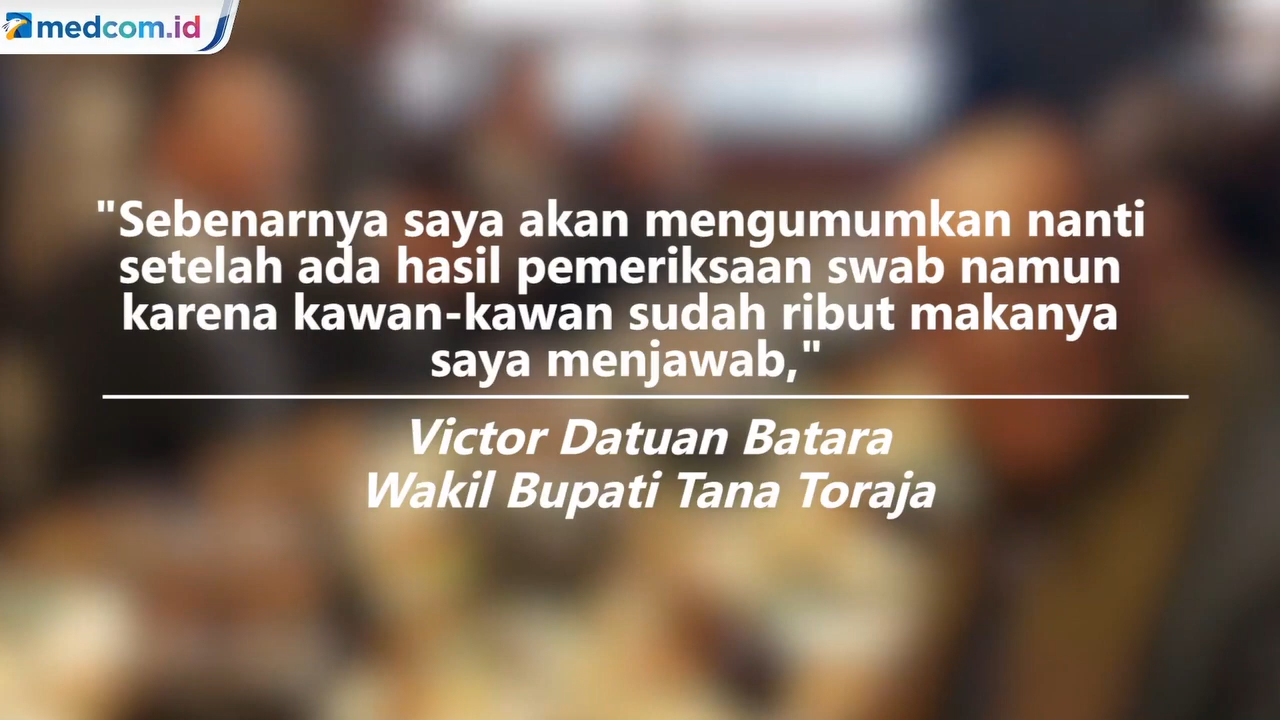 medcom.id
"Sebenarnya saya akan mengumumkan nanti
setelah ada hasil pemeriksaan swab namun
karena kawan-kawan sudah ribut makanya
saya menjawab,"
Victor Datuan Batara
Wakil Bupati Tana Toraja